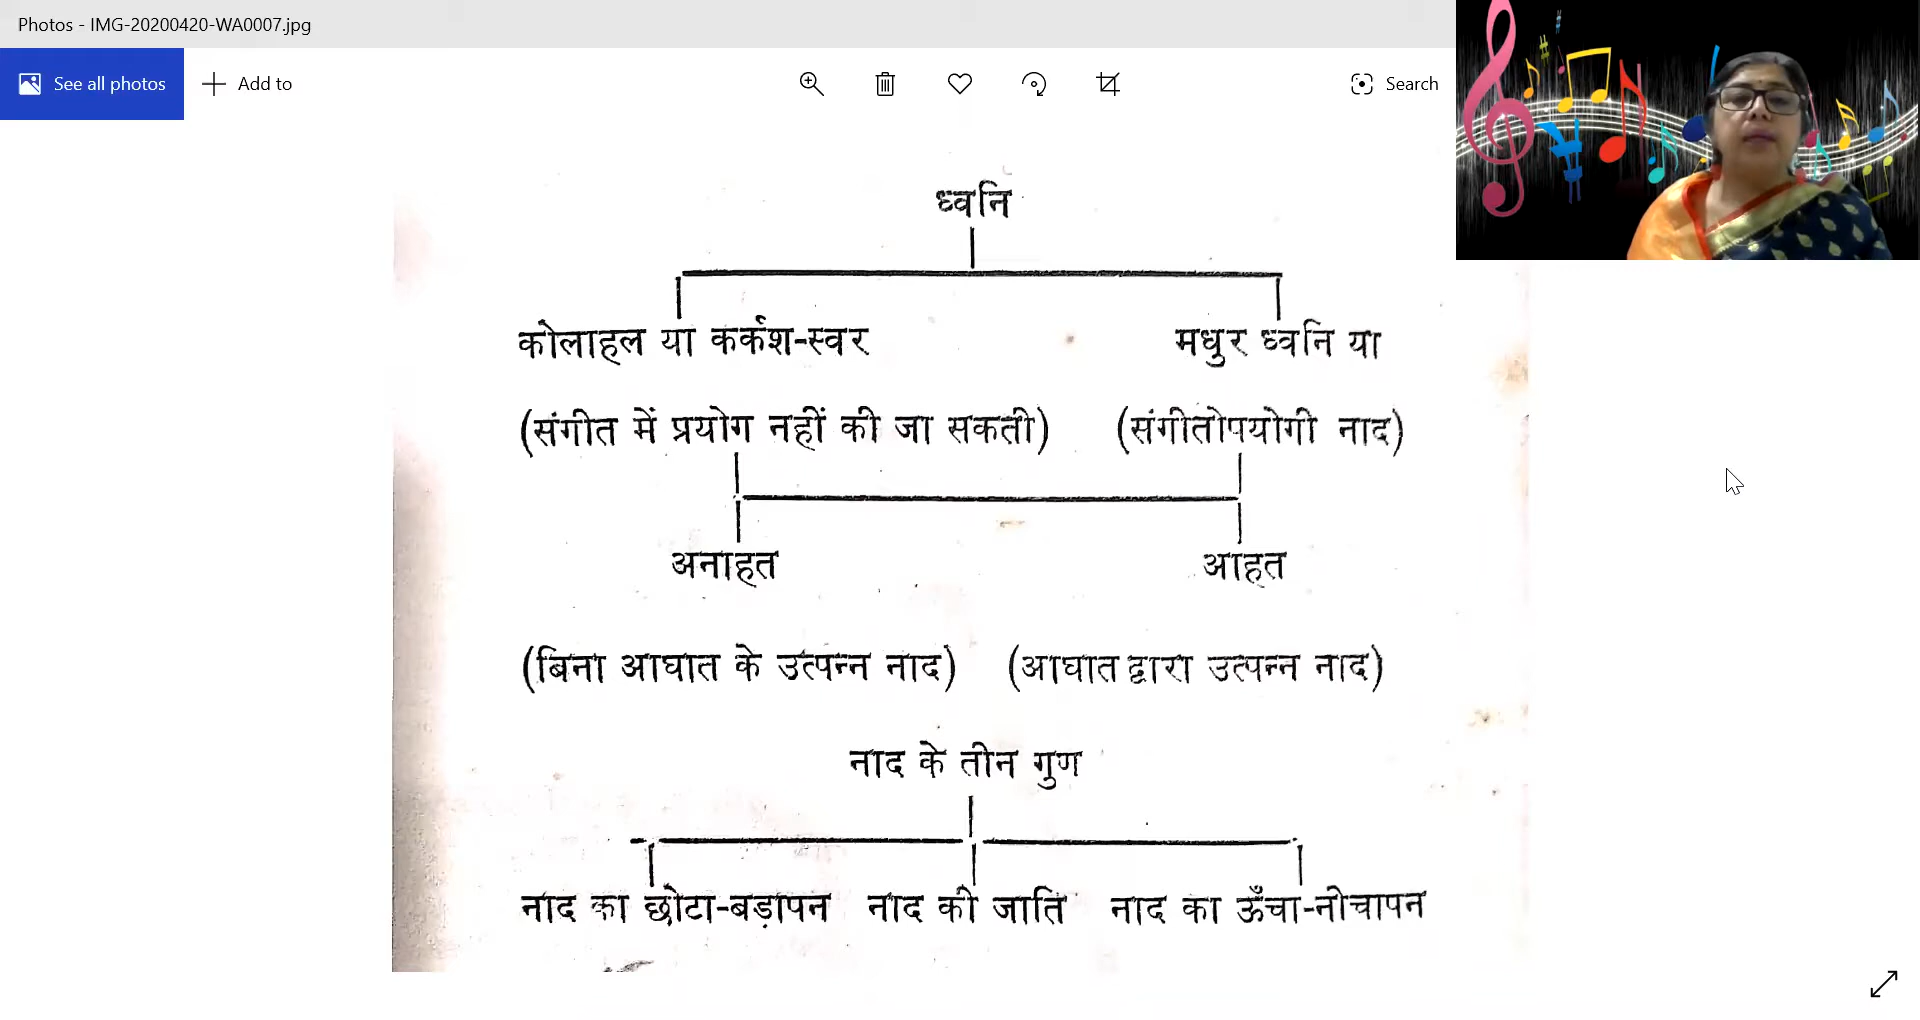 Photos - IMG-20200420-WA0007.jpg
See all photos
Add to
Search
ध्वनि
कोलाहल या कर्कश-स्वर मधुर ध्वनि या
(संगीत में प्रयोग नहीं की जा सकती) (संगीतोपयोगी नाद)
अनाहत आहत
(बिना आघात के उत्पन्न नाद) (आघात द्वारा उत्पन्न नाद)
नाद के तीन गुण
नाद का छोटा-बड़ापन नाद की जाति नाद का ऊँचा-नीचापन